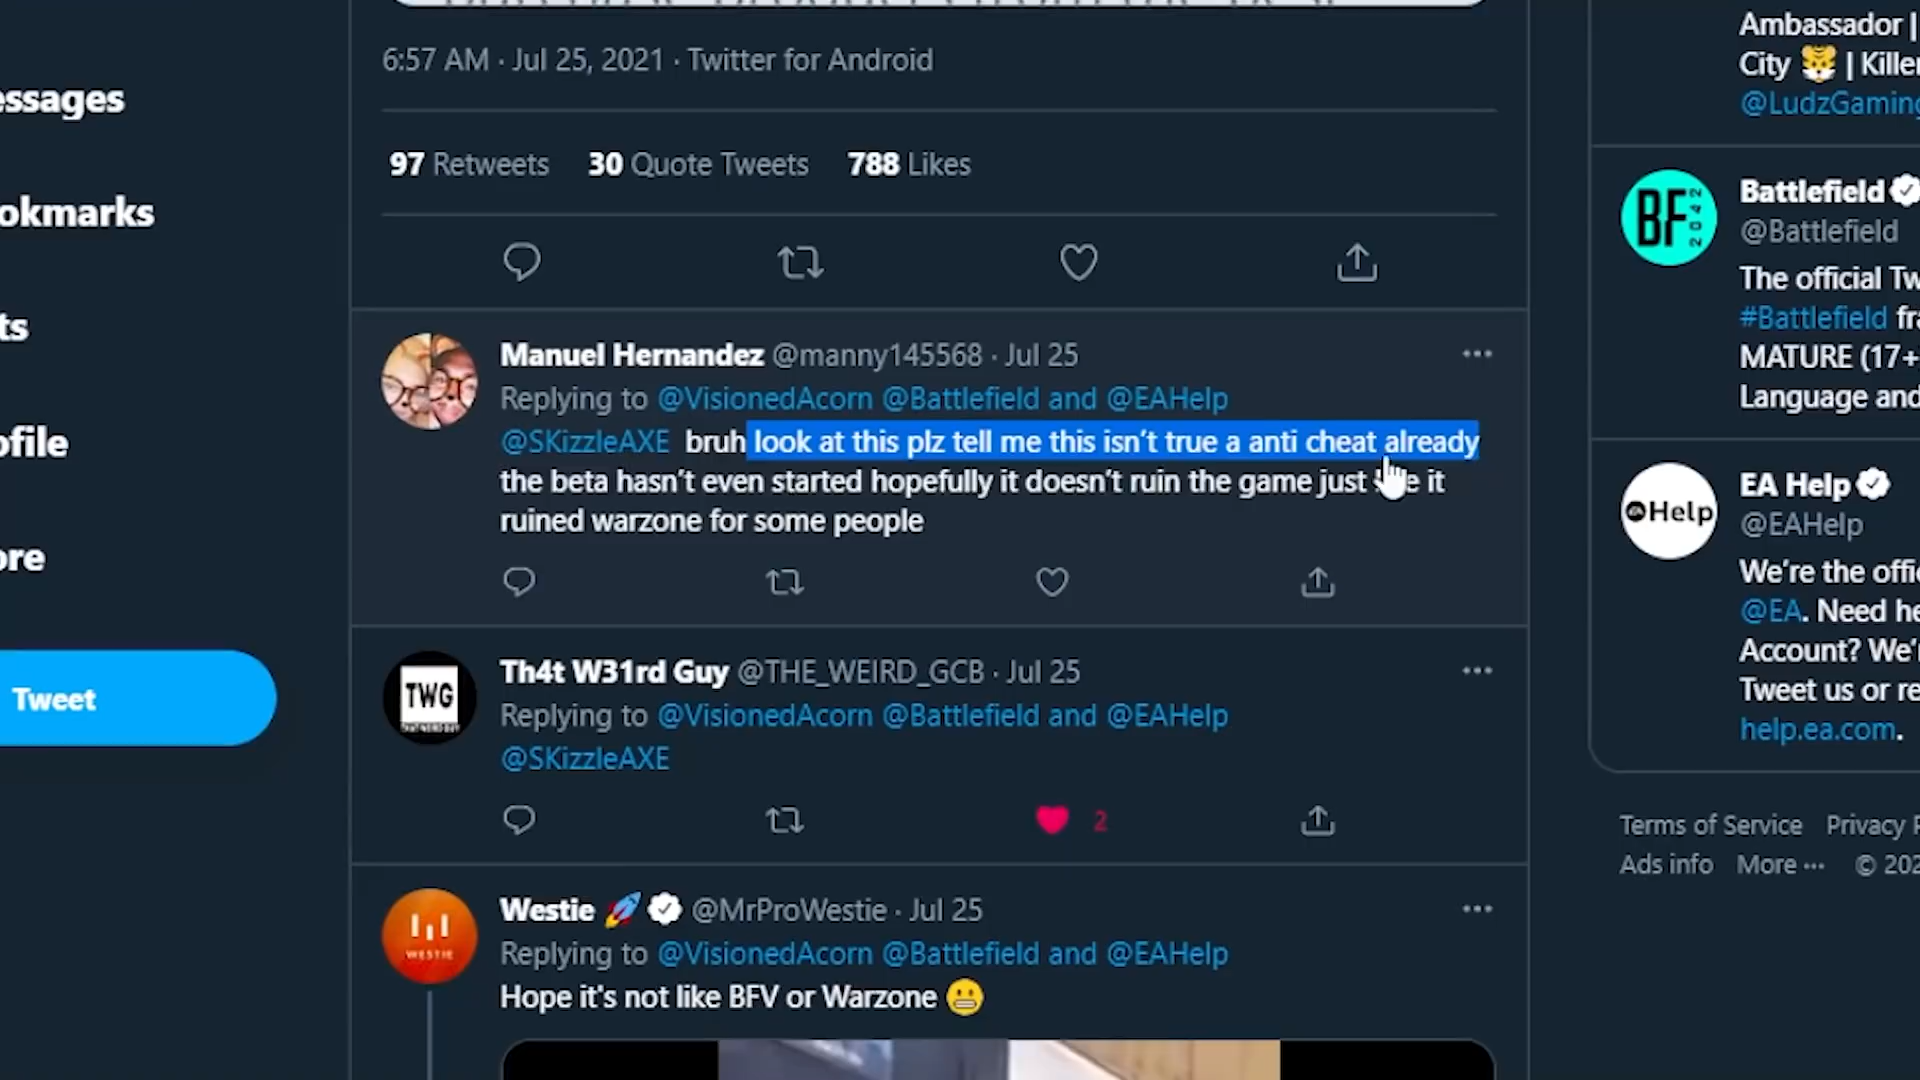 6:57 AM · Jul 25, 2021 · Twitter for Android
97 Retweets 30 Quote Tweets 788 Likes
Manuel Hernandez @manny145568 · Jul 25
Replying to @VisionedAcorn @Battlefield and @EAHelp
@SKizzleAXE bruh look at this plz tell me this isn't true a anti cheat already
the beta hasn't even started hopefully it doesn't ruin the game just it
ruined warzone for some people
Th4t W31rd Guy @THE_WEIRD_GCB · Jul 25
Replying to @VisionedAcorn @Battlefield and @EAHelp
@SKizzleAXE
TWG
Westie 🚀 @MrProWestie · Jul 25
Replying to @VisionedAcorn @Battlefield and @EAHelp
Hope it's not like BFV or Warzone 😬
WESTIE
essages
okmarks
ts
ofile
ore
Tweet
Ambassador |
City 🐯 | Killer
@LudzGaming
BF 2042
Battlefield
@Battlefield
The official Tw
#Battlefield fra
MATURE (17+
Language and
Help
EA Help
@EAHelp
We're the offic
@EA. Need he
Account? We'r
Tweet us or re
help.ea.com.
Terms of Service Privacy P
Ads info More ··· © 202